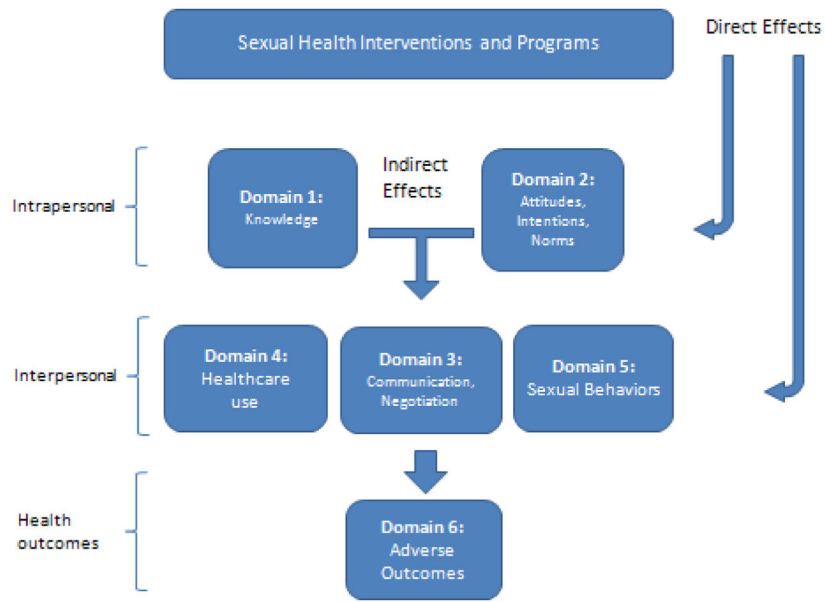 Sexual Health Interventions and Programs
Direct Effects
Intrapersonal
Domain 1:
Knowledge
Indirect
Effects
Domain 2:
Attitudes,
Intentions,
Norms
Interpersonal
Domain 4:
Healthcare
use
Domain 3:
Communication,
Negotiation
Domain 5:
Sexual Behaviors
Health
outcomes
Domain 6:
Adverse
Outcomes